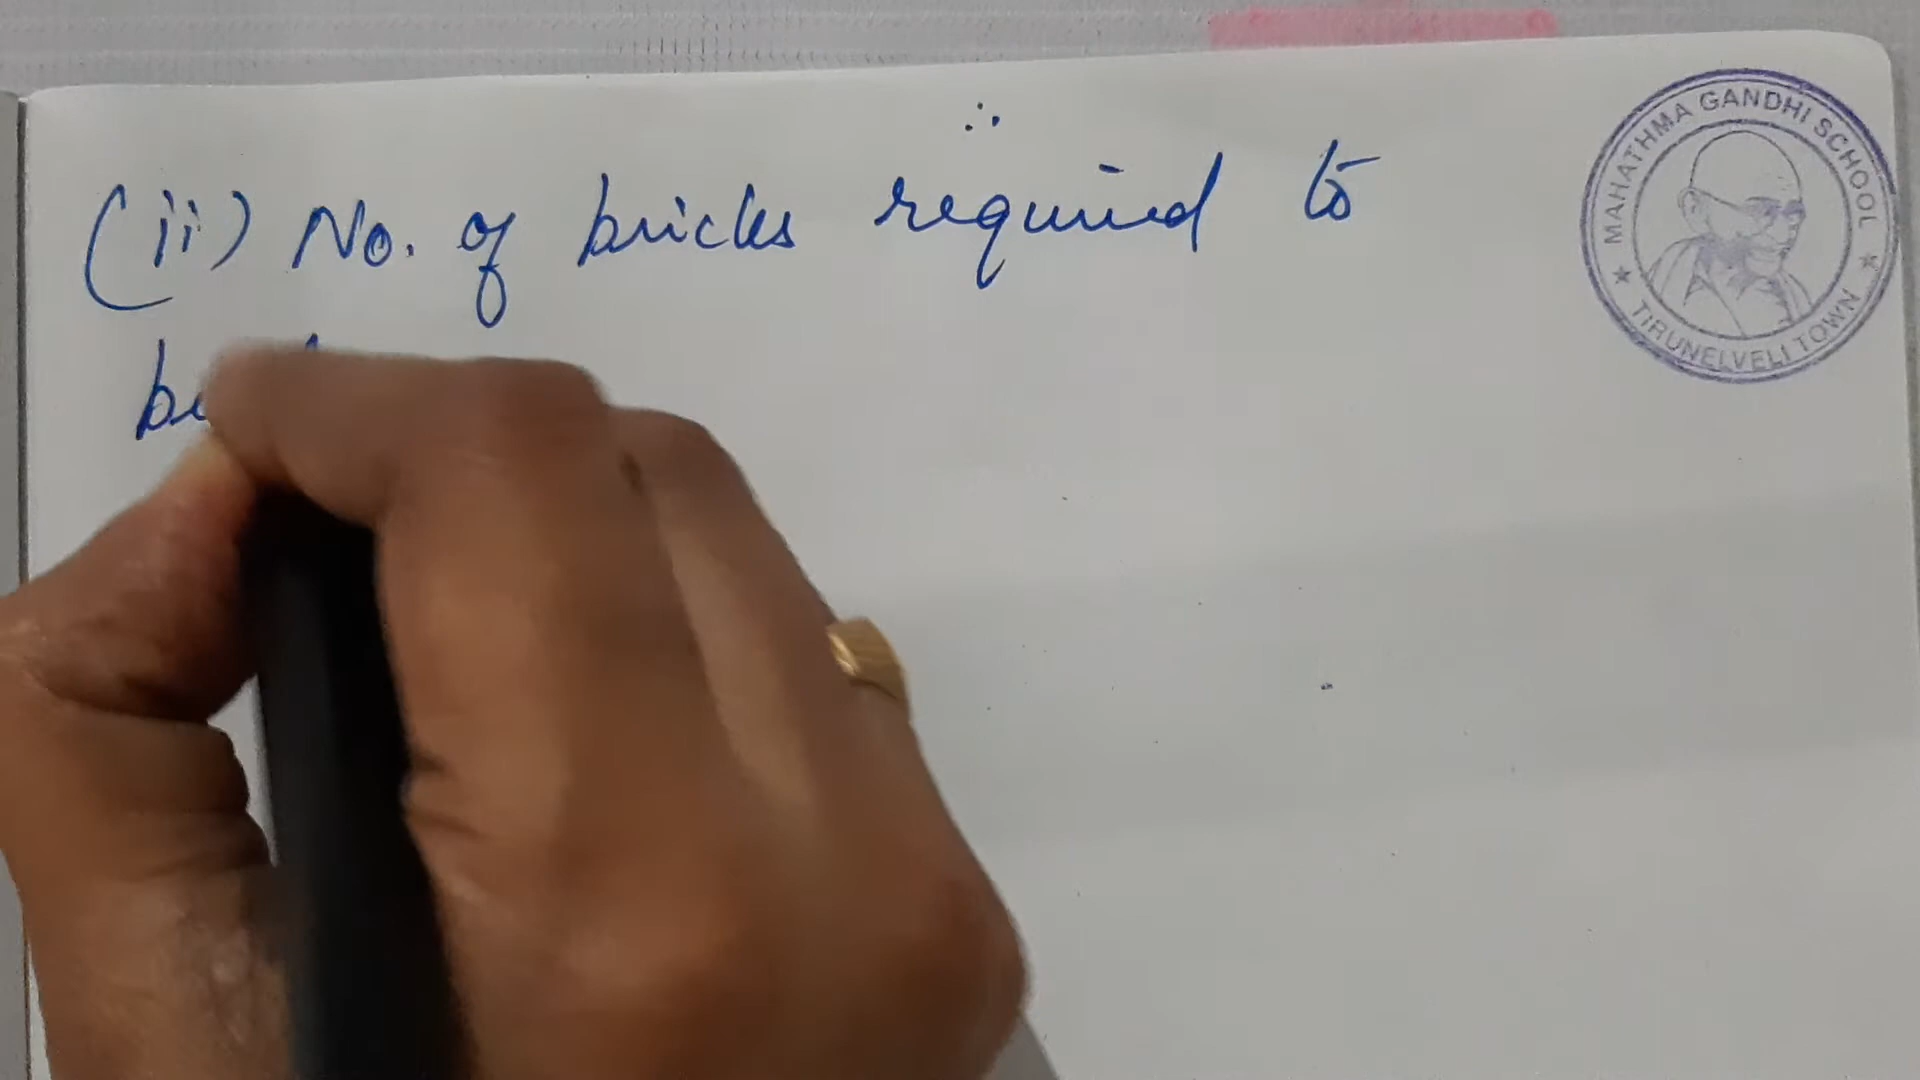 ∴
(ii) No. of bricks required to
MAHATHMA GANDHI SCHOOL
★ TIRUNELVELI TOWN ★